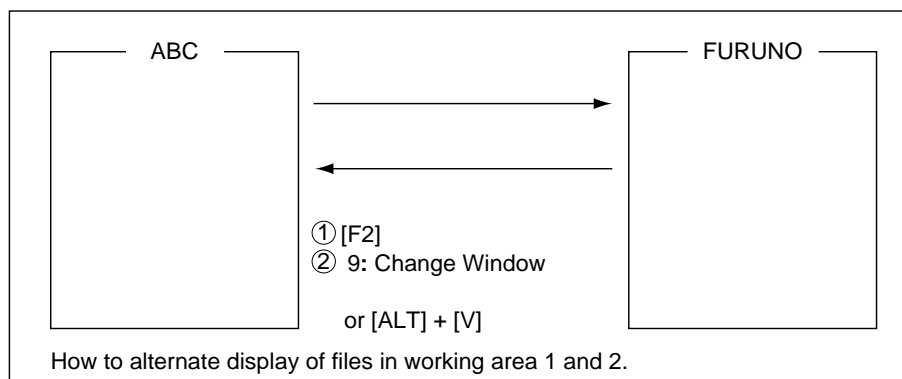 ABC
FURUNO
① [F2]
② 9: Change Window
or [ALT] + [V]
How to alternate display of files in working area 1 and 2.